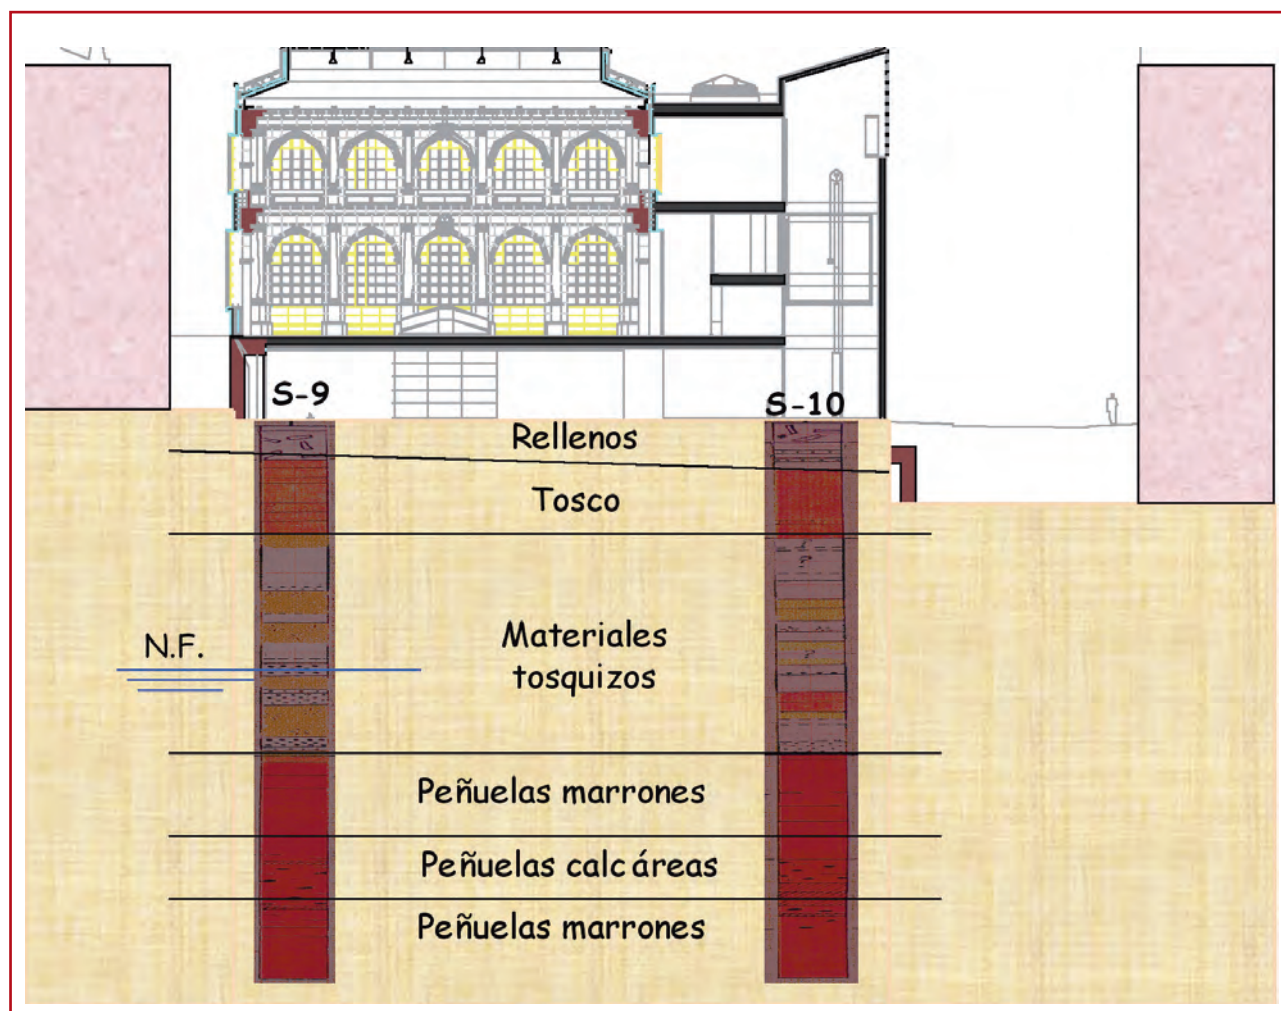 S-9
S-10
Rellenos
Tosco
N.F.
Materiales
tosquizos
Peñuelas marrones
Peñuelas calcáreas
Peñuelas marrones